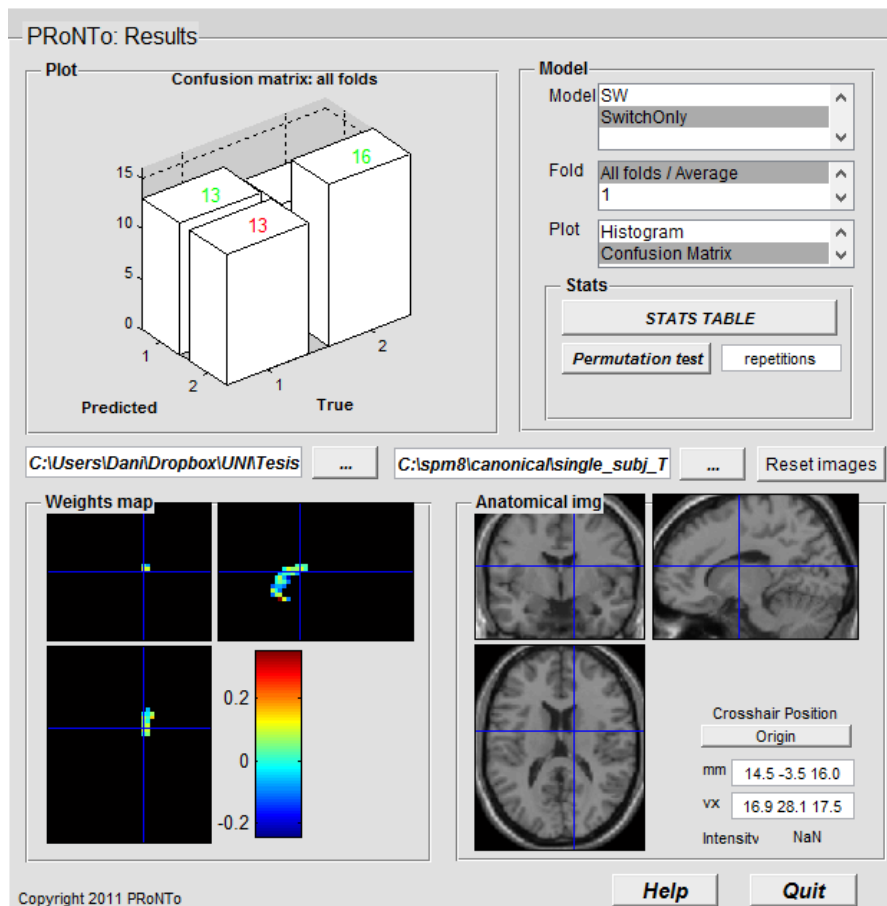 PRoNTo: Results
Plot
Confusion matrix: all folds
15
10
5
0
13
13
16
1
2
1
2
Predicted
True
Model
Model
SW
SwitchOnly
Fold
All folds / Average
1
Plot
Histogram
Confusion Matrix
Stats
STATS TABLE
Permutation test
repetitions
C:\Users\Dani\Dropbox\UNI\Tesis
...
C:\spm8\canonical\single_subj_T
...
Reset images
Weights map
0.2
0
-0.2
Anatomical img
Crosshair Position
Origin
mm 14.5 -3.5 16.0
vx 16.9 28.1 17.5
Intensity NaN
Copyright 2011 PRoNTo
Help
Quit